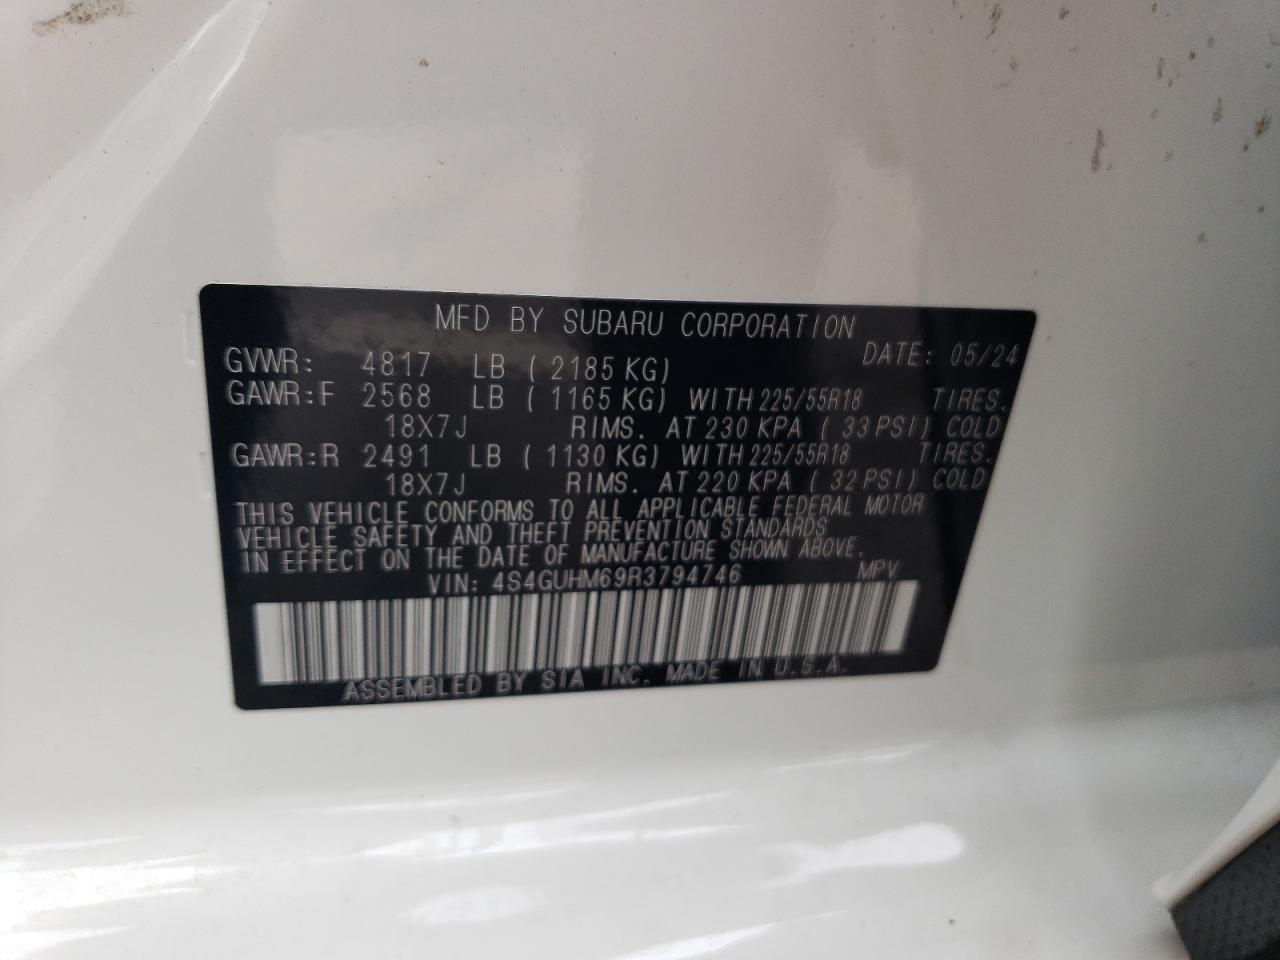 MFD BY SUBARU CORPORATION
DATE: 05/24
GVWR: 4817 LB ( 2185 KG)
GAWR:F 2568 LB ( 1165 KG) WITH 225/55R18 TIRES.
18X7J RIMS. AT 230 KPA ( 33 PSI) COLD
GAWR:R 2491 LB ( 1130 KG) WITH 225/55R18 TIRES.
18X7J RIMS. AT 220 KPA ( 32 PSI) COLD
THIS VEHICLE CONFORMS TO ALL APPLICABLE FEDERAL MOTOR
VEHICLE SAFETY AND THEFT PREVENTION STANDARDS
IN EFFECT ON THE DATE OF MANUFACTURE SHOWN ABOVE.
VIN: 4S4GUHM69R3794746 MPV
ASSEMBLED BY SIA INC. MADE IN U.S.A.